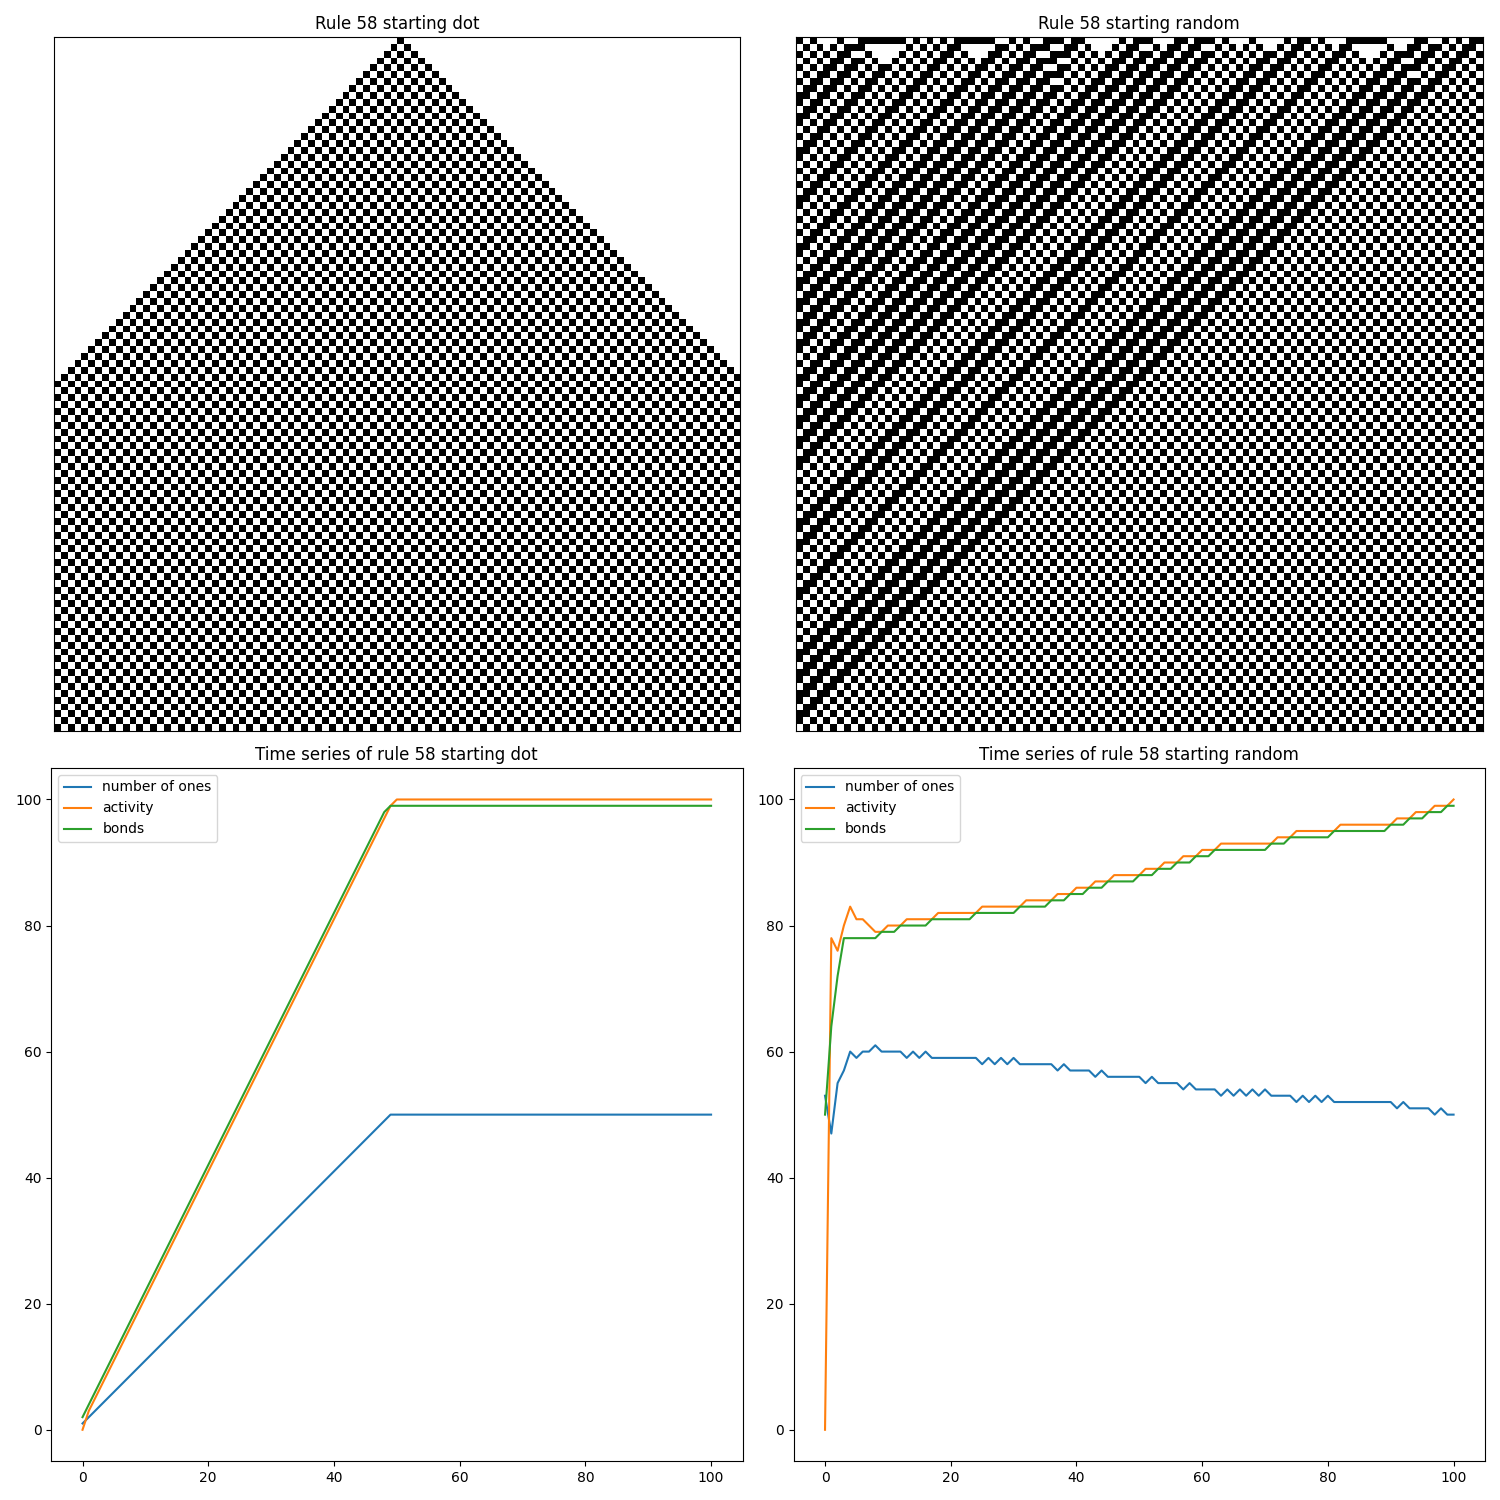 Rule 58 starting dot
Rule 58 starting random
Time series of rule 58 starting dot
number of ones
activity
bonds
100
80
60
40
20
0
0 20 40 60 80 100
Time series of rule 58 starting random
number of ones
activity
bonds
100
80
60
40
20
0
0 20 40 60 80 100